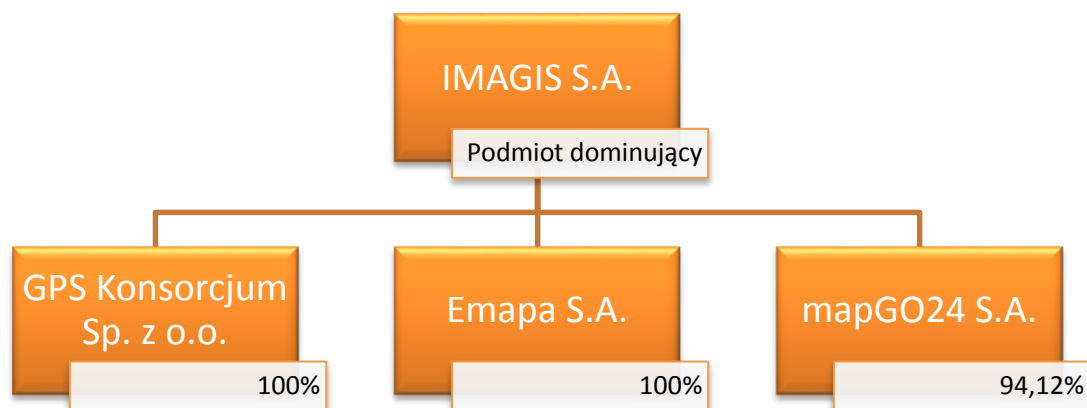 IMAGIS S.A.
Podmiot dominujący
GPS Konsorcjum
Sp. z o.o.
100%
Emapa S.A.
100%
mapGO24 S.A.
94,12%